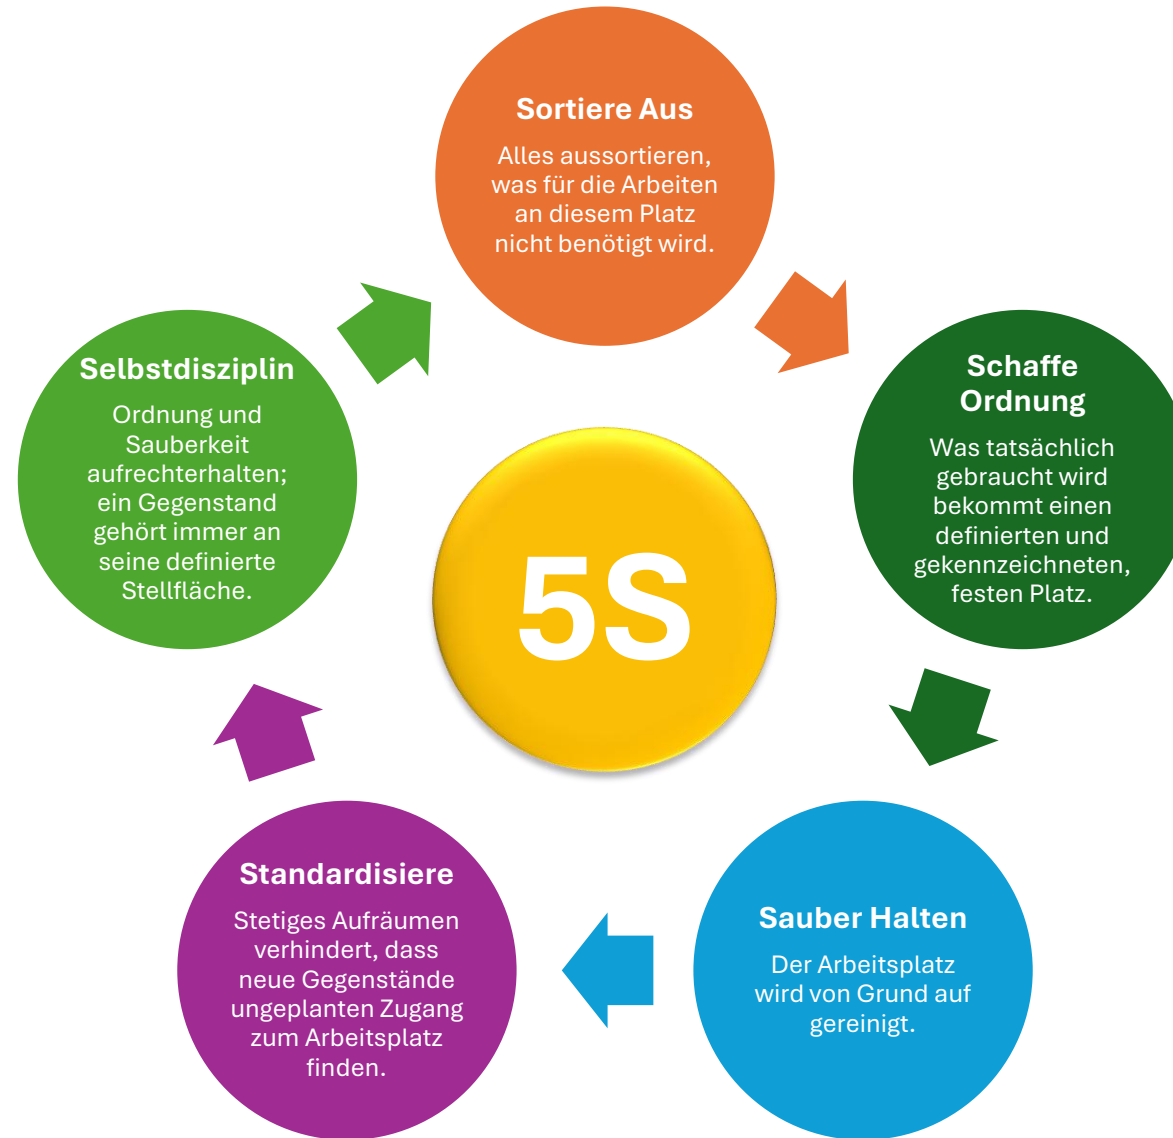 Sortiere Aus
Alles aussortieren,
was für die Arbeiten
an diesem Platz
nicht benötigt wird.
Schaffe
Ordnung
Was tatsächlich
gebraucht wird
bekommt einen
definierten und
gekennzeichneten,
festen Platz.
Sauber Halten
Der Arbeitsplatz
wird von Grund auf
gereinigt.
Standardisiere
Stetiges Aufräumen
verhindert, dass
neue Gegenstände
ungeplanten Zugang
zum Arbeitsplatz
finden.
Selbstdisziplin
Ordnung und
Sauberkeit
aufrechterhalten;
ein Gegenstand
gehört immer an
seine definierte
Stellfläche.
5S